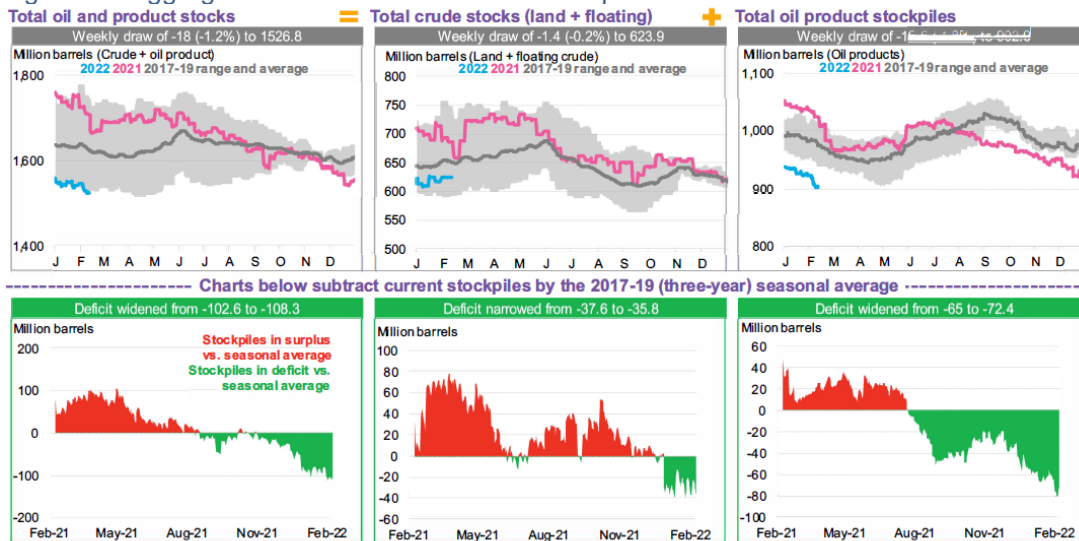 Total oil and product stocks
=
Total crude stocks (land + floating)
+
Total oil product stockpiles
Weekly draw of -18 (-1.2%) to 1526.8
Weekly draw of -1.4 (-0.2%) to 623.9
Weekly draw of
Million barrels (Crude + oil product)
2022 2021 2017-19 range and average
1,800
1,600
1,400
J F M A M J J A S O N D
Million barrels (Land + floating crude)
2022 2021 2017-19 range and average
800
750
700
650
600
550
500
J F M A M J J A S O N D
Million barrels (Oil products)
2022 2021 2017-19 range and average
1,100
1,000
900
800
J F M A M J J A S O N D
Charts below subtract current stockpiles by the 2017-19 (three-year) seasonal average
Deficit widened from -102.6 to -108.3
Million barrels
Stockpiles in surplus
vs. seasonal average
Stockpiles in deficit vs.
seasonal average
200
100
0
-100
-200
Feb-21 May-21 Aug-21 Nov-21 Feb-22
Deficit narrowed from -37.6 to -35.8
Million barrels
100
80
60
40
20
0
-20
-40
-60
Feb-21 May-21 Aug-21 Nov-21 Feb-22
Deficit widened from -65 to -72.4
Million barrels
60
40
20
0
-20
-40
-60
-80
-100
Feb-21 May-21 Aug-21 Nov-21 Feb-22